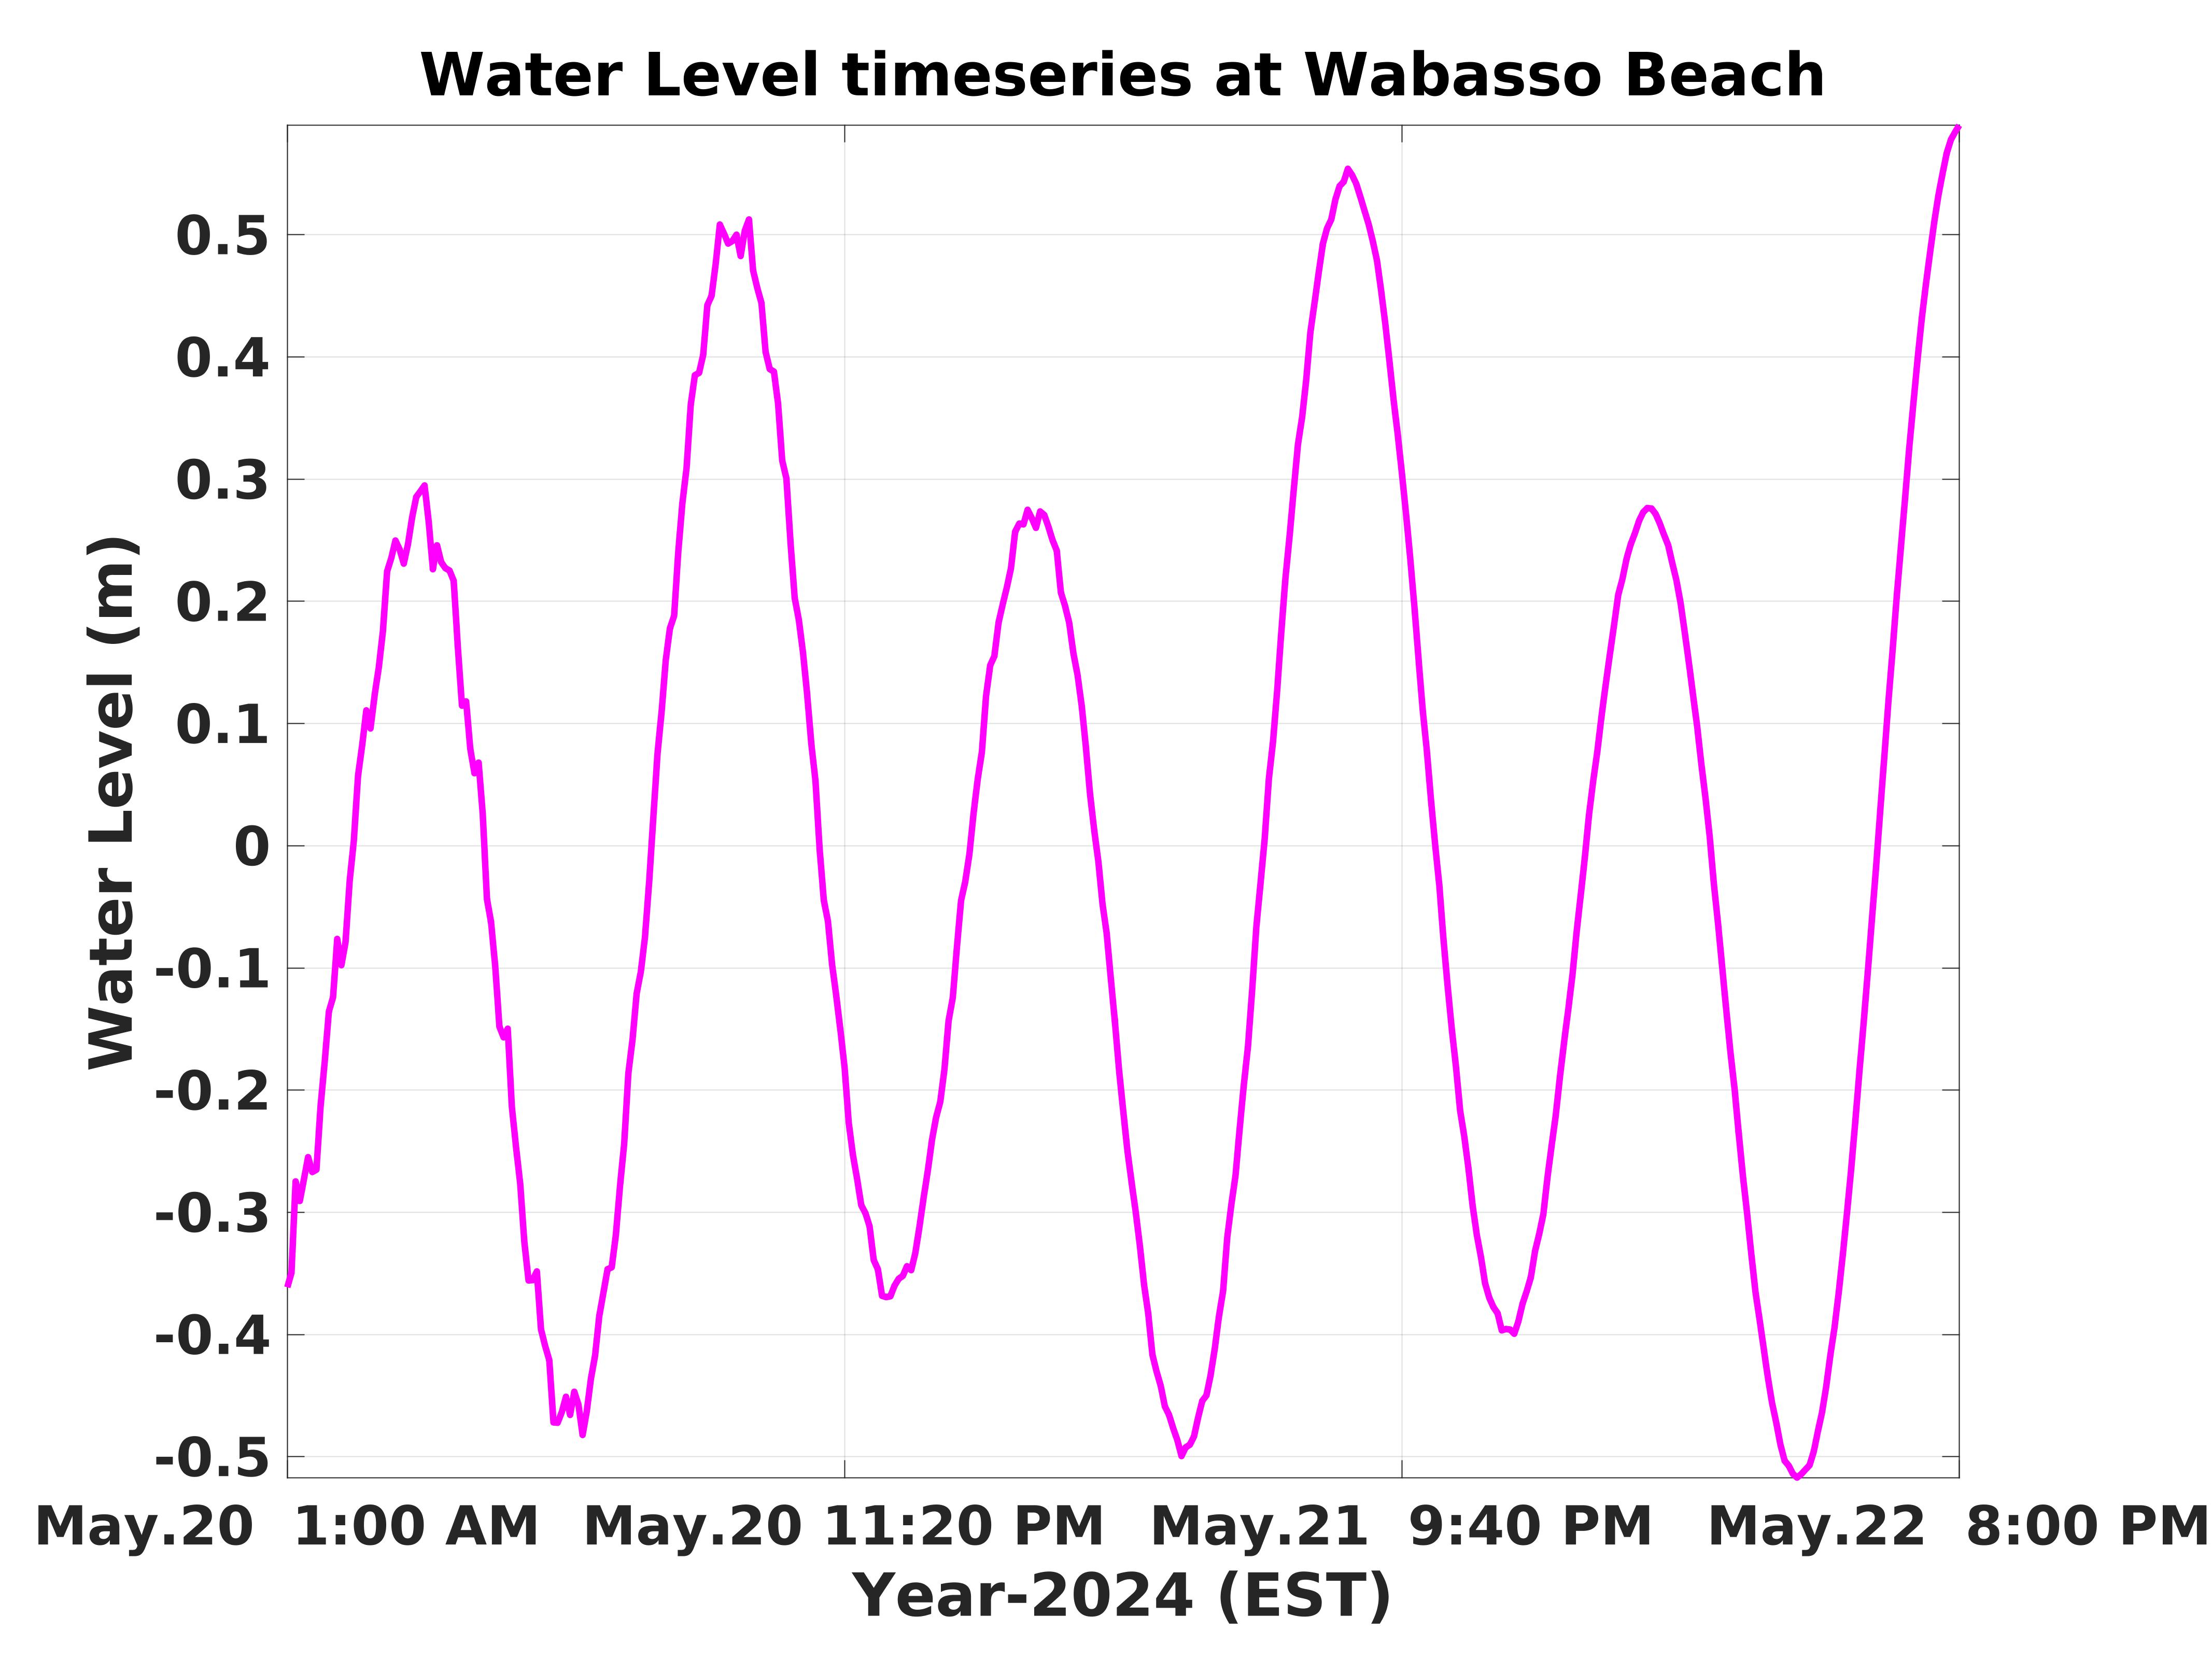 Water Level timeseries at Wabasso Beach
Water Level (m)
0.5
0.4
0.3
0.2
0.1
0
-0.1
-0.2
-0.3
-0.4
-0.5
May.20 1:00 AM May.20 11:20 PM May.21 9:40 PM May.22 8:00 PM
Year-2024 (EST)